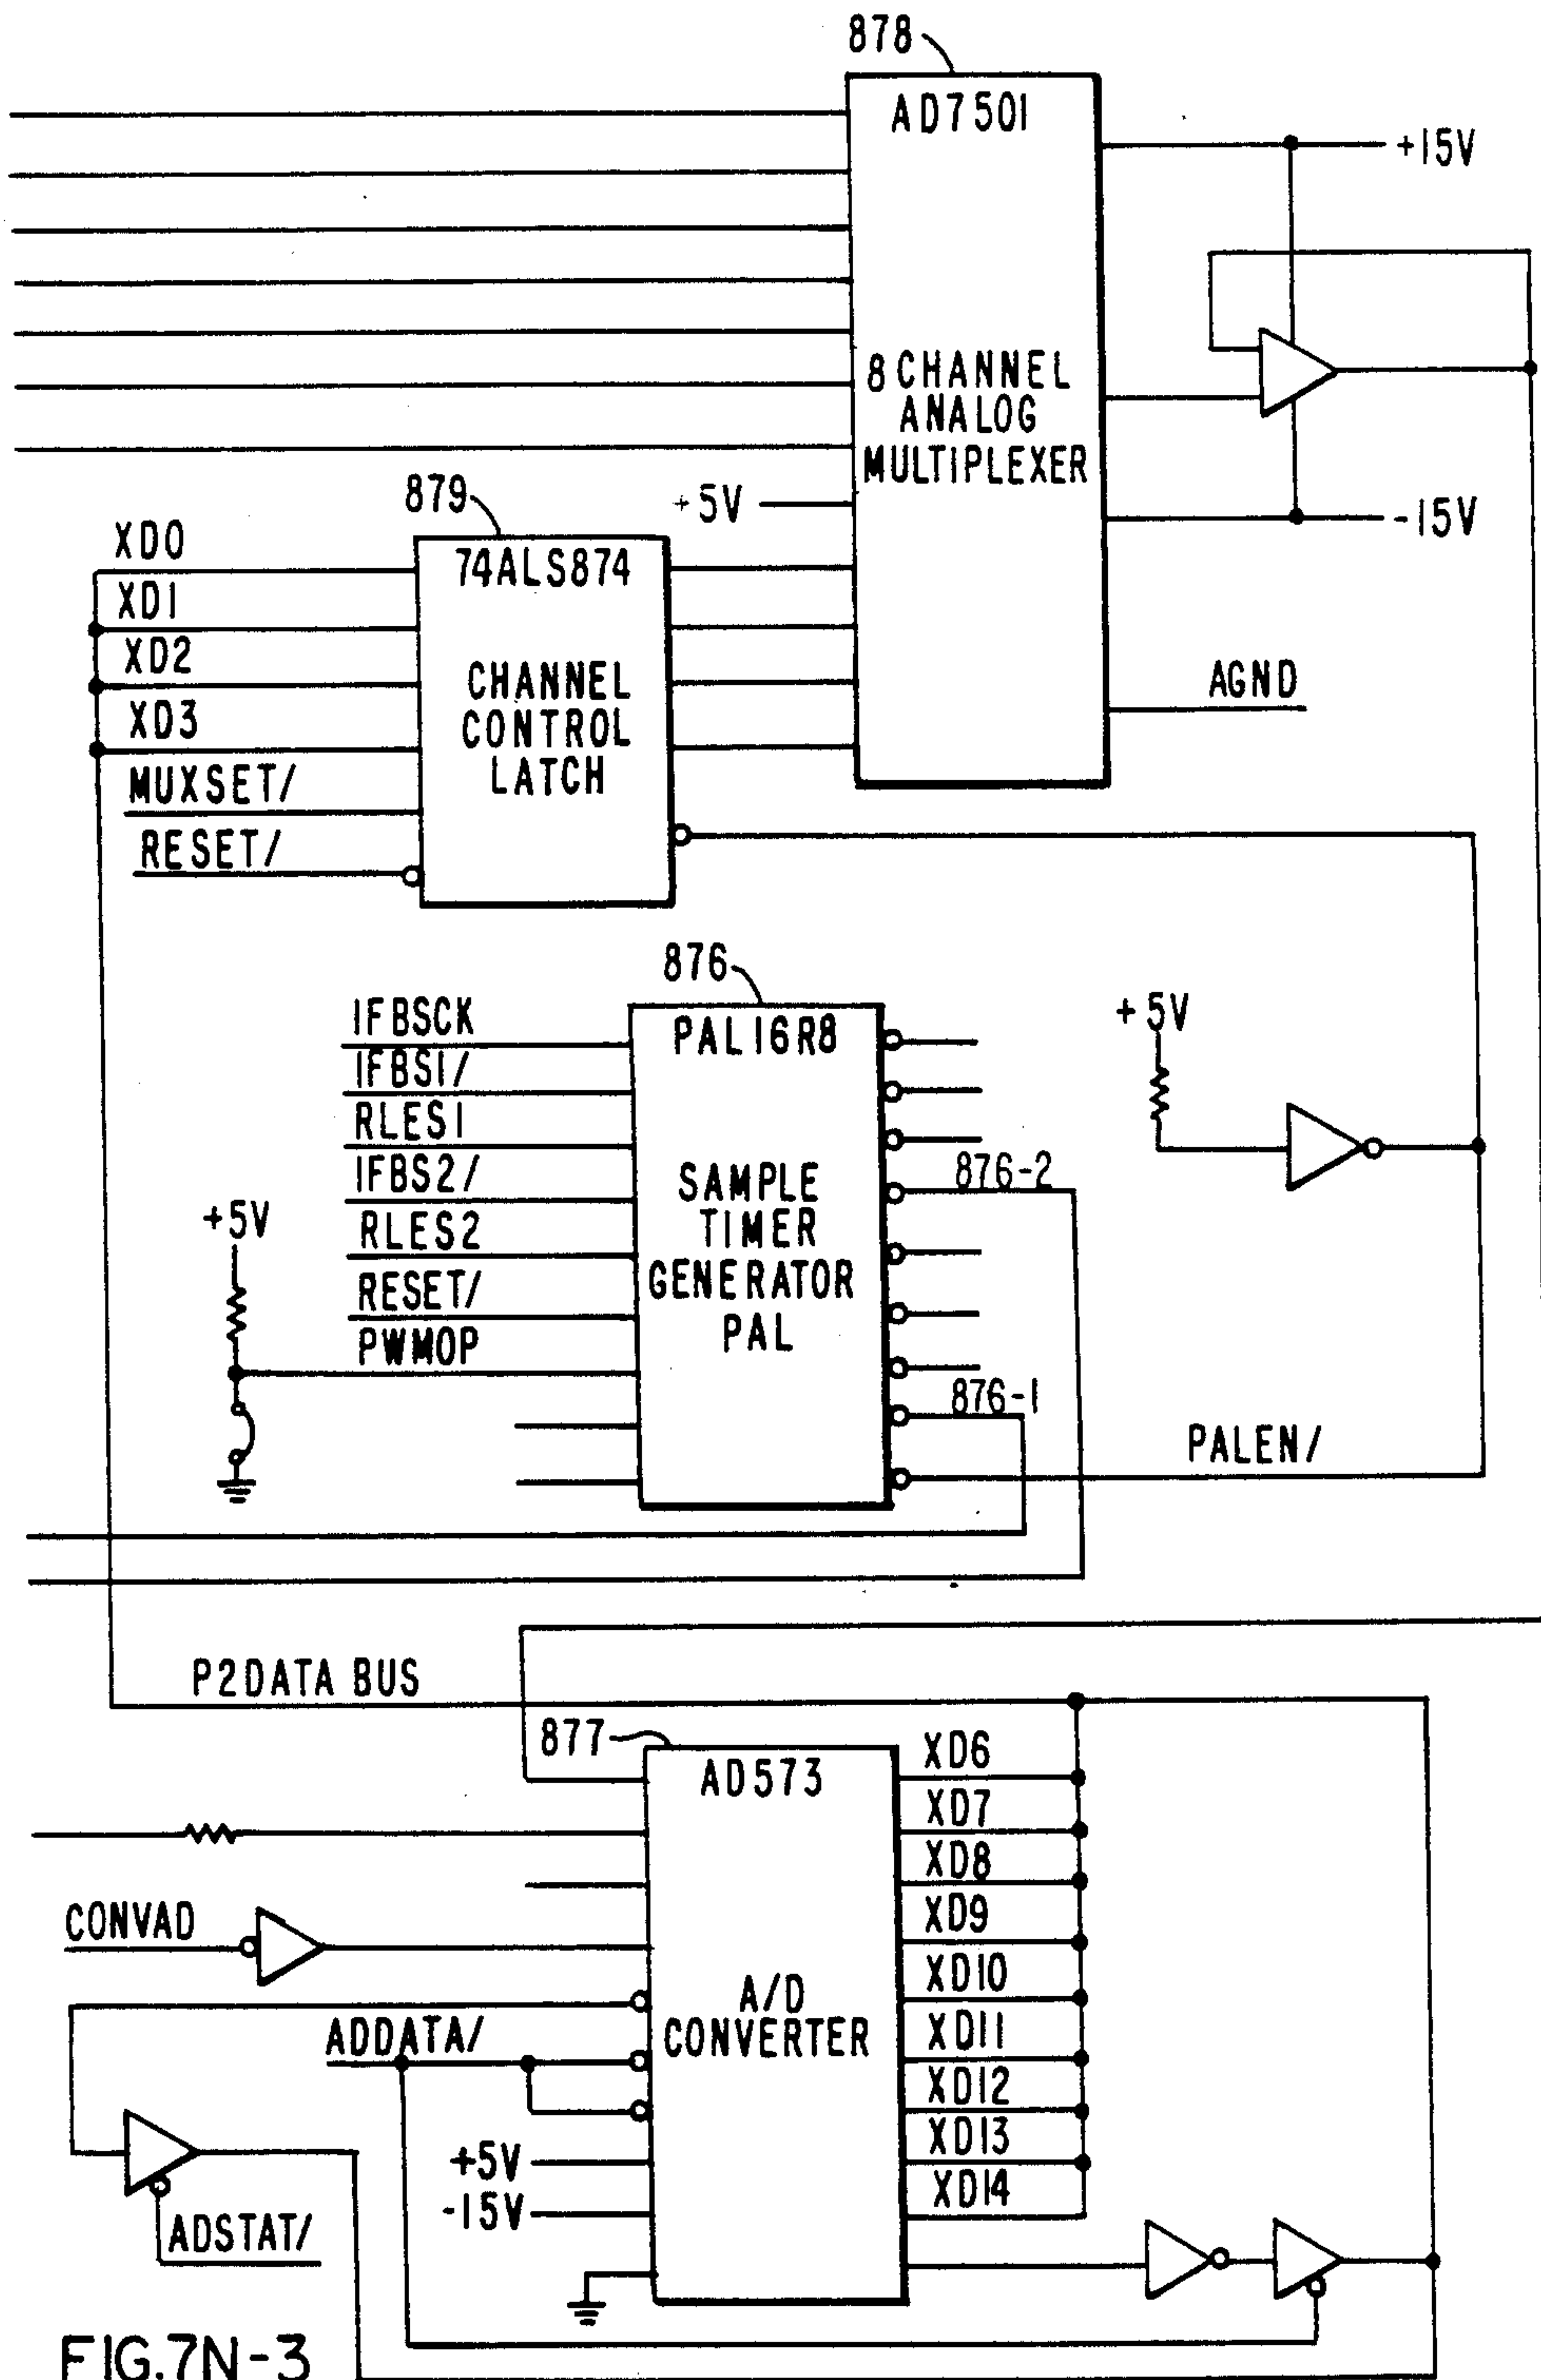 878
AD7501
+15V
8 CHANNEL
ANALOG
MULTIPLEXER
+5V
-15V
AGND
879
XD0
XD1
XD2
XD3
MUXSET/
RESET/
74ALS874
CHANNEL
CONTROL
LATCH
876
IFBSCK
IFBS1/
RLES1
IFBS2/
RLES2
RESET/
PWMOP
+5V
PAL16R8
SAMPLE
TIMER
GENERATOR
PAL
876-2
876-1
+5V
PALEN/
P2DATA BUS
877
AD573
A/D
CONVERTER
XD6
XD7
XD8
XD9
XD10
XD11
XD12
XD13
XD14
CONVAD
ADDATA/
+5V
-15V
ADSTAT/
FIG.7N-3